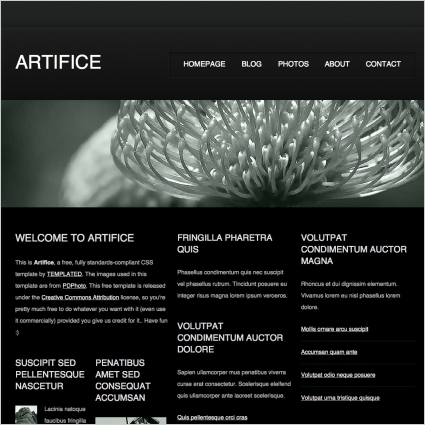 ARTIFICE
HOMEPAGE BLOG PHOTOS ABOUT CONTACT
WELCOME TO ARTIFICE
This is Artifice, a free, fully standards-compliant CSS
template by TEMPLATED. The images used in
this template are from PDPhoto. This free template is released
under the Creative Commons Attribution license, so you're
pretty much free to do whatever you want with it (even use
it commercially) provided you give us credit for it.. Have fun
:)
SUSCIPIT SED
PELLENTESQUE
NASCETUR
Lacinia natoque
faucibus fringilla
PENATIBUS
AMET SED
CONSEQUAT
ACCUMSAN
FRINGILLA PHARETRA
QUIS
Phasellus condimentum quis nec suscipit
vel phasellus rutrum. Tincidunt posuere eu
integer risus magna lorem ipsum verceros.
VOLUTPAT
CONDIMENTUM AUCTOR
DOLORE
Sapien ullamcorper mus penatibus viverra
curae erat consectetur. Scelerisque eleifend
quis ullamcorper ante laoreet scelerisque.
Quis pellentesque orci cras
VOLUTPAT
CONDIMENTUM AUCTOR
MAGNA
Rhoncus et dui dignissim elementum.
Vivamus lorem eu nisl phasellus lorem
dolore.
Mollis ornare arcu suscipit
Accumsan quam ante
Volutpat odio neque posuere
Volutpat urna tristique quisque